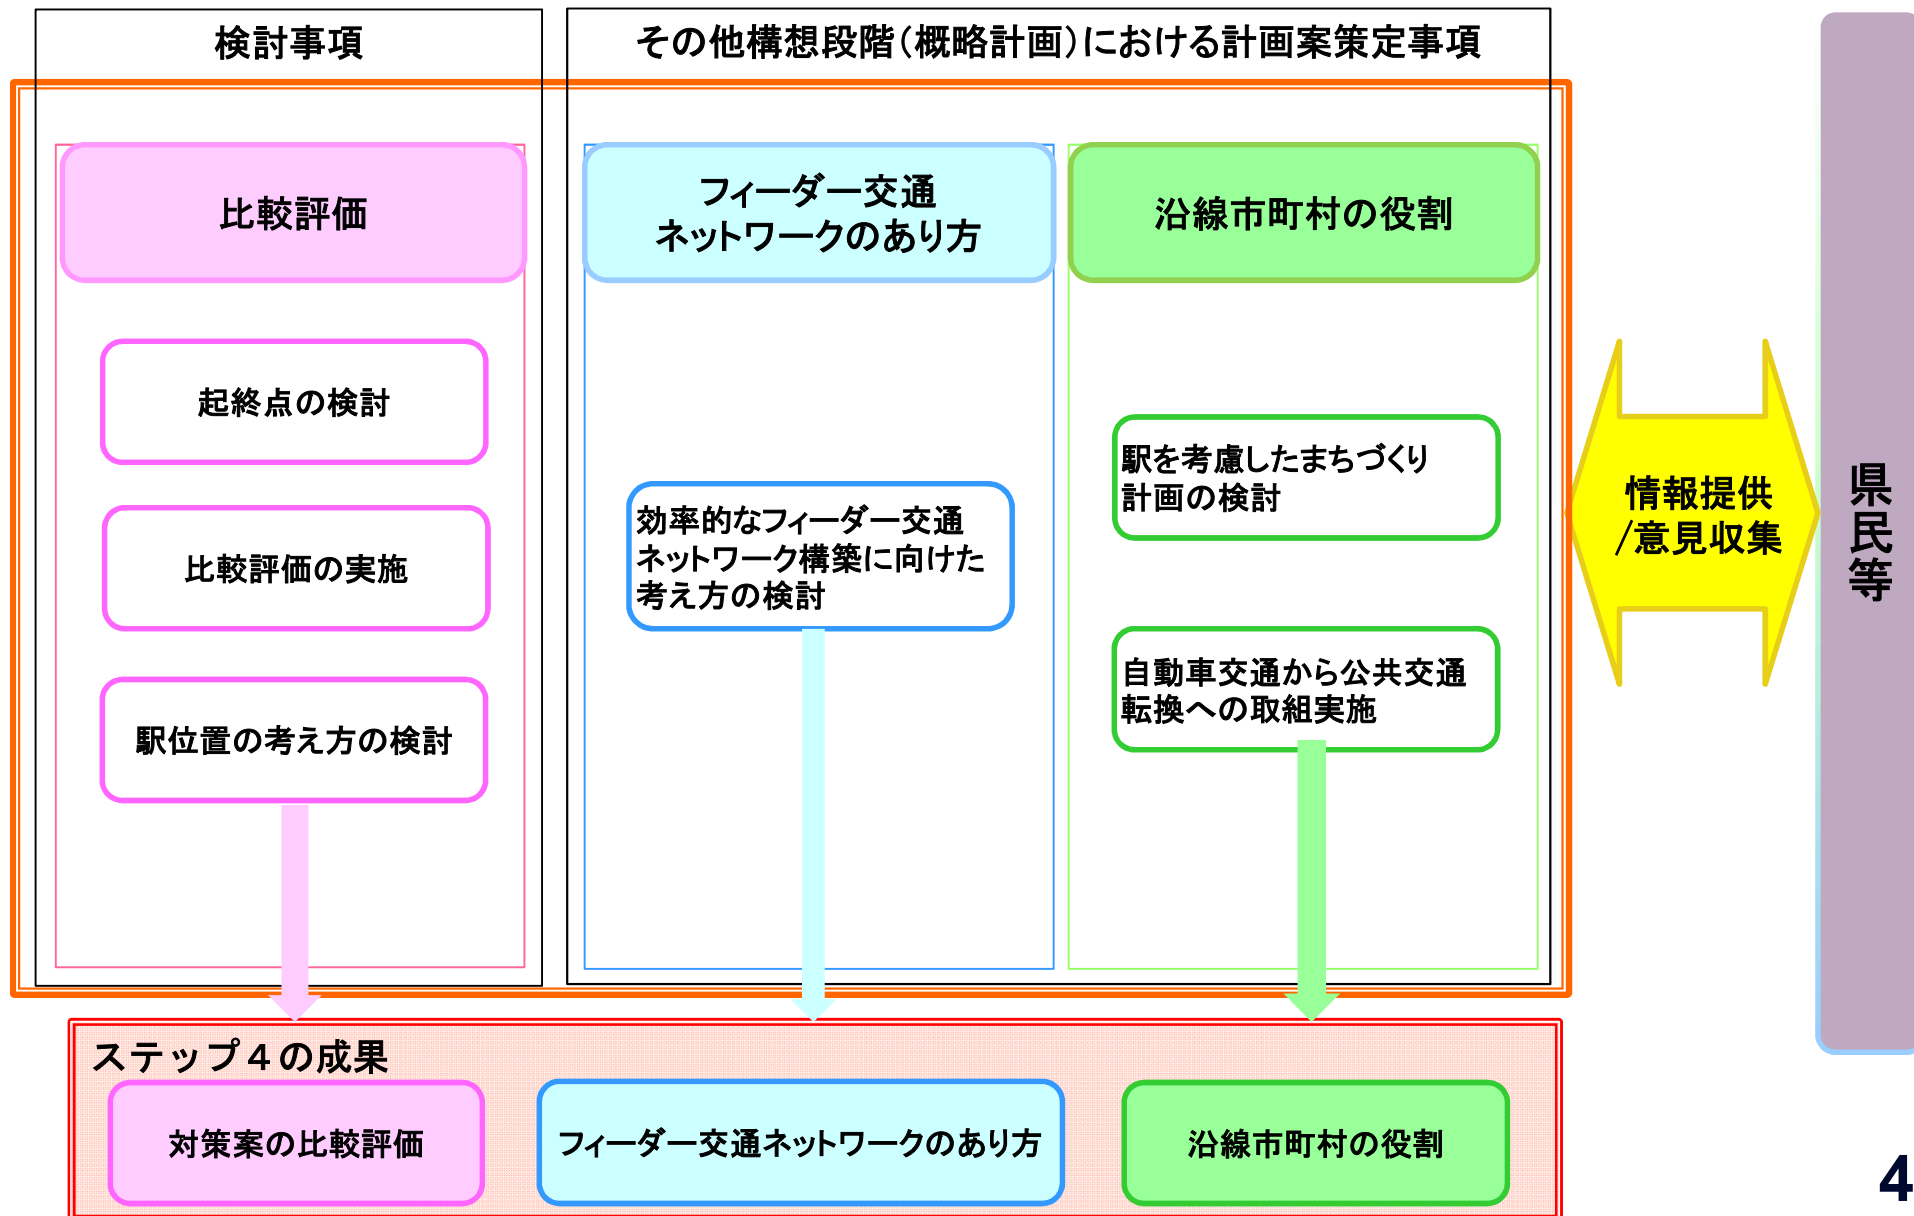 検討事項
その他構想段階（概略計画）における計画案策定事項
比較評価
フィーダー交通
ネットワークのあり方
沿線市町村の役割
起終点の検討
比較評価の実施
駅位置の考え方の検討
効率的なフィーダー交通
ネットワーク構築に向けた
考え方の検討
駅を考慮したまちづくり
計画の検討
自動車交通から公共交通
転換への取組実施
情報提供
/意見収集
県民等
ステップ４の成果
対策案の比較評価
フィーダー交通ネットワークのあり方
沿線市町村の役割
4